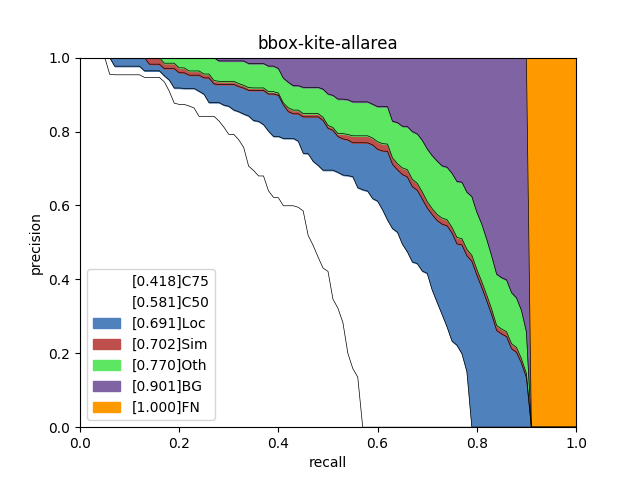 bbox-kite-allarea
precision
1.0
0.8
0.6
0.4
0.2
0.0
[0.418]C75
[0.581]C50
[0.691]Loc
[0.702]Sim
[0.770]Oth
[0.901]BG
[1.000]FN
0.0 0.2 0.4 0.6 0.8 1.0
recall